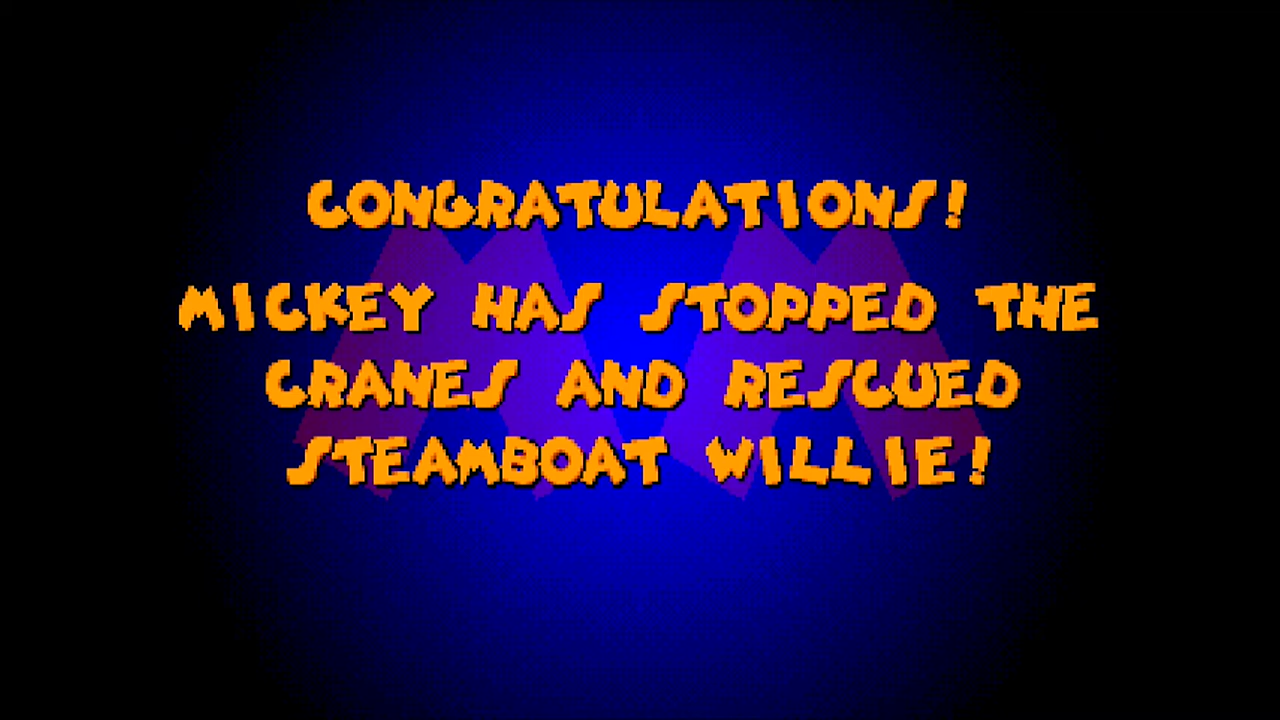 CONGRATULATIONS!
MICKEY HAS STOPPED THE
CRANES AND RESCUED
STEAMBOAT WILLIE!